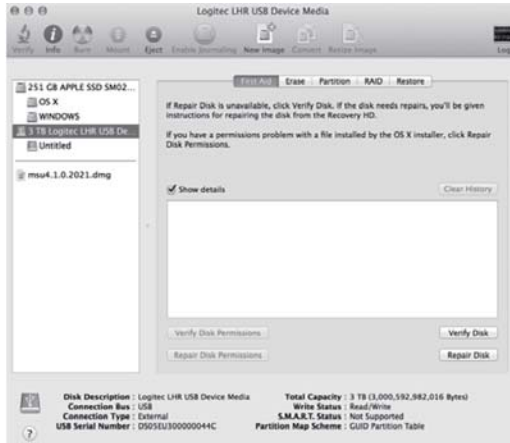 Logitec LHR USB Device Media
Verify Info Burn Mount Eject Enable Journaling New Image Convert Resize Image
First Aid Erase Partition RAID Restore
251 GB APPLE SSD SM02...
OS X
WINDOWS
3 TB Logitec LHR USB De...
Untitled
msu4.1.0.2021.dmg
If Repair Disk is unavailable, click Verify Disk. If the disk needs repairs, you'll be given
instructions for repairing the disk from the Recovery HD.
If you have a permissions problem with a file installed by the OS X installer, click Repair
Disk Permissions.
Show details
Clear History
Verify Disk Permissions
Verify Disk
Repair Disk Permissions
Repair Disk
Disk Description : Logitec LHR USB Device Media
Connection Bus : USB
Connection Type : External
USB Serial Number : D505EU300000044C
Total Capacity : 3 TB (3,000,592,982,016 Bytes)
Write Status : Read/Write
S.M.A.R.T. Status : Not Supported
Partition Map Scheme : GUID Partition Table
?